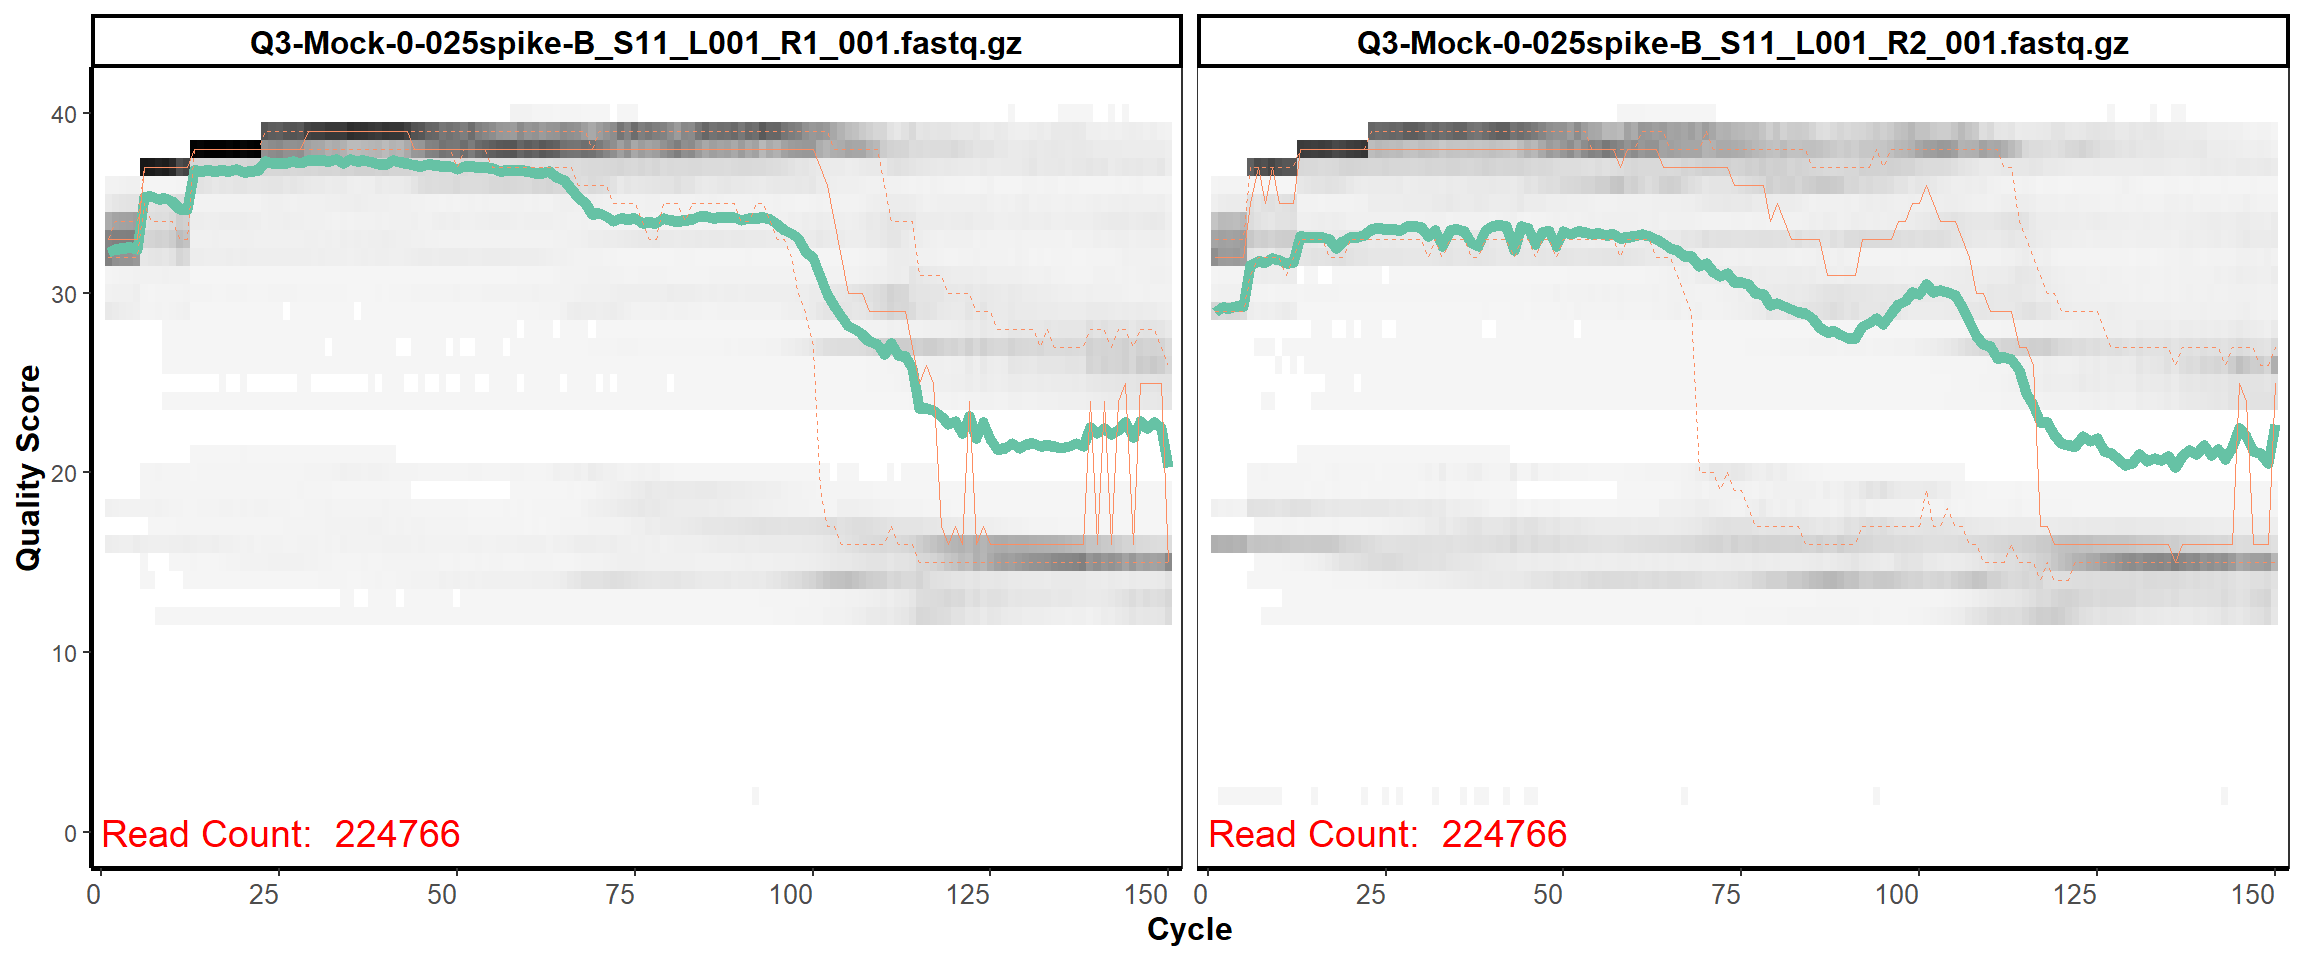 Q3-Mock-0-025spike-B_S11_L001_R1_001.fastq.gz
Q3-Mock-0-025spike-B_S11_L001_R2_001.fastq.gz
Quality Score
40
30
20
10
0
Read Count: 224766
Read Count: 224766
0 25 50 75 100 125 150
0 25 50 75 100 125 150
Cycle